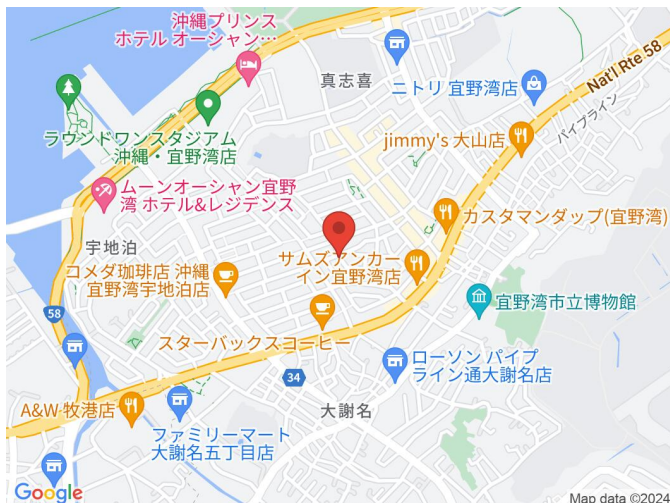 沖縄プリンス
ホテル オーシャン…
真志喜
ニトリ 宜野湾店
Nat'l Rte 58
パイプライン
ラウンドワンスタジアム
沖縄・宜野湾店
jimmy's 大山店
ムーンオーシャン宜野
湾 ホテル&レジデンス
カスタマンダップ(宜野湾)
宇地泊
サムズアンカー
イン宜野湾店
コメダ珈琲店 沖縄
宜野湾宇地泊店
宜野湾市立博物館
58
スターバックスコーヒー
ローソン パイプ
ライン通大謝名店
34
大謝名
A&W 牧港店
ファミリーマート
大謝名五丁目店
Google
Map data ©2024